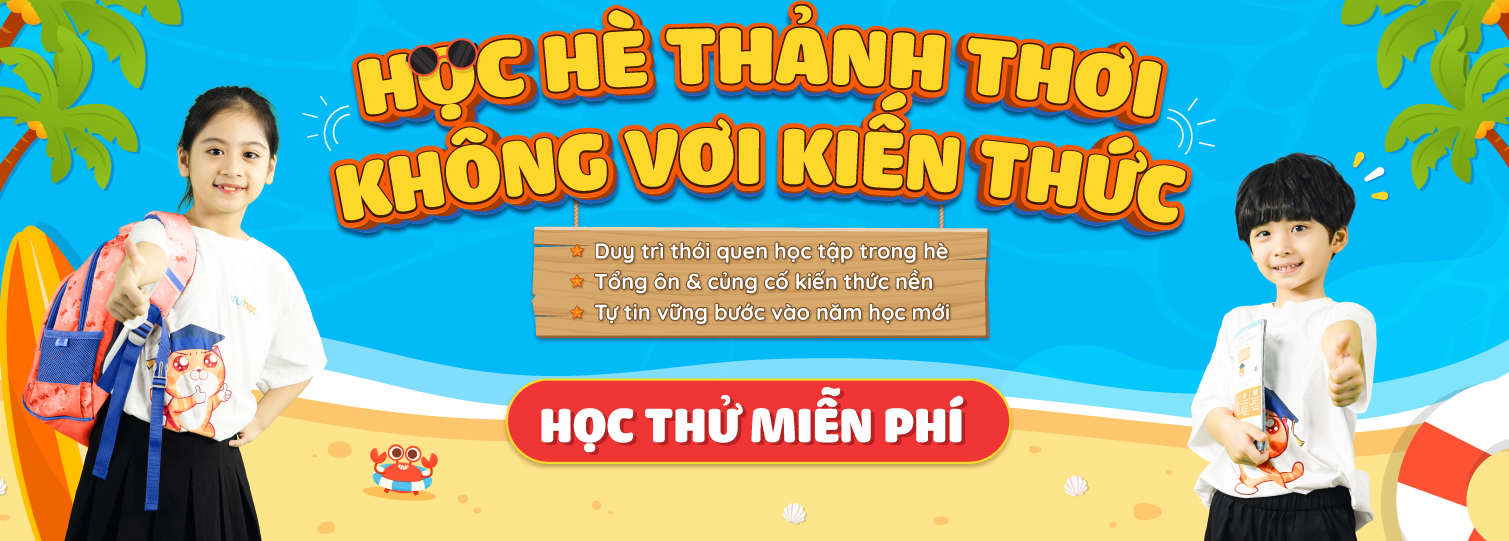 HỌC HÈ THẢNH THƠI
KHÔNG VƠI KIẾN THỨC
Duy trì thói quen học tập trong hè
Tổng ôn & củng cố kiến thức nền
Tự tin vững bước vào năm học mới
HỌC THỬ MIỄN PHÍ